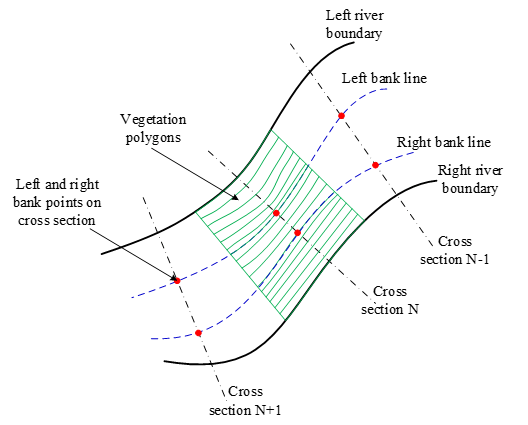 Left river
boundary
Left bank line
Vegetation
polygons
Right bank line
Right river
boundary
Left and right
bank points on
cross section
Cross
section N-1
Cross
section N
Cross
section N+1